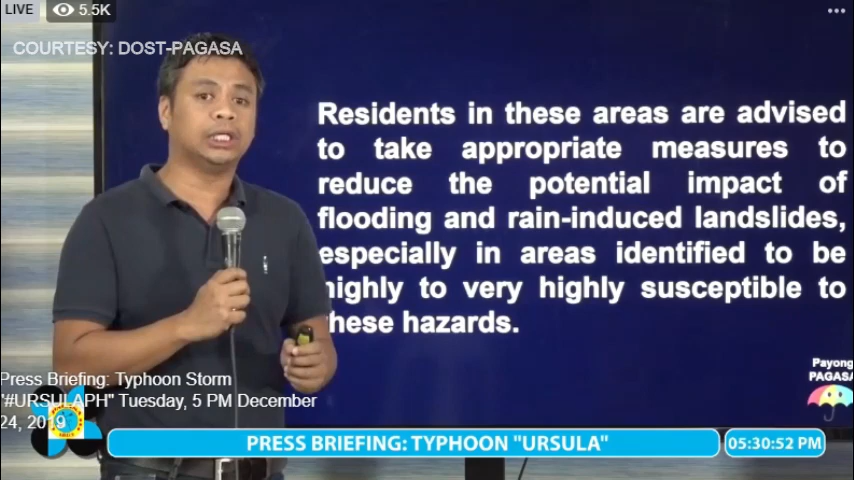 LIVE 5.5K
COURTESY: DOST-PAGASA
Residents in these areas are advised
to take appropriate measures to
reduce the potential impact of
flooding and rain-induced landslides,
especially in areas identified to be
highly to very highly susceptible to
these hazards.
Payong
PAGASA
Press Briefing: Typhoon Storm
"#URSULAPH" Tuesday, 5 PM December
24, 2019
PRESS BRIEFING: TYPHOON "URSULA"
05:30:52 PM